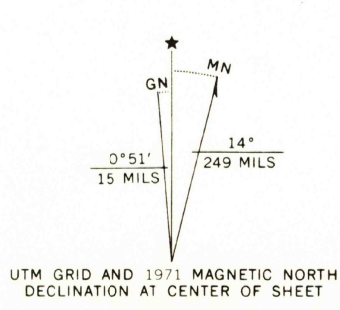 GN
MN
0°51'
15 MILS
14°
249 MILS
UTM GRID AND 1971 MAGNETIC NORTH
DECLINATION AT CENTER OF SHEET